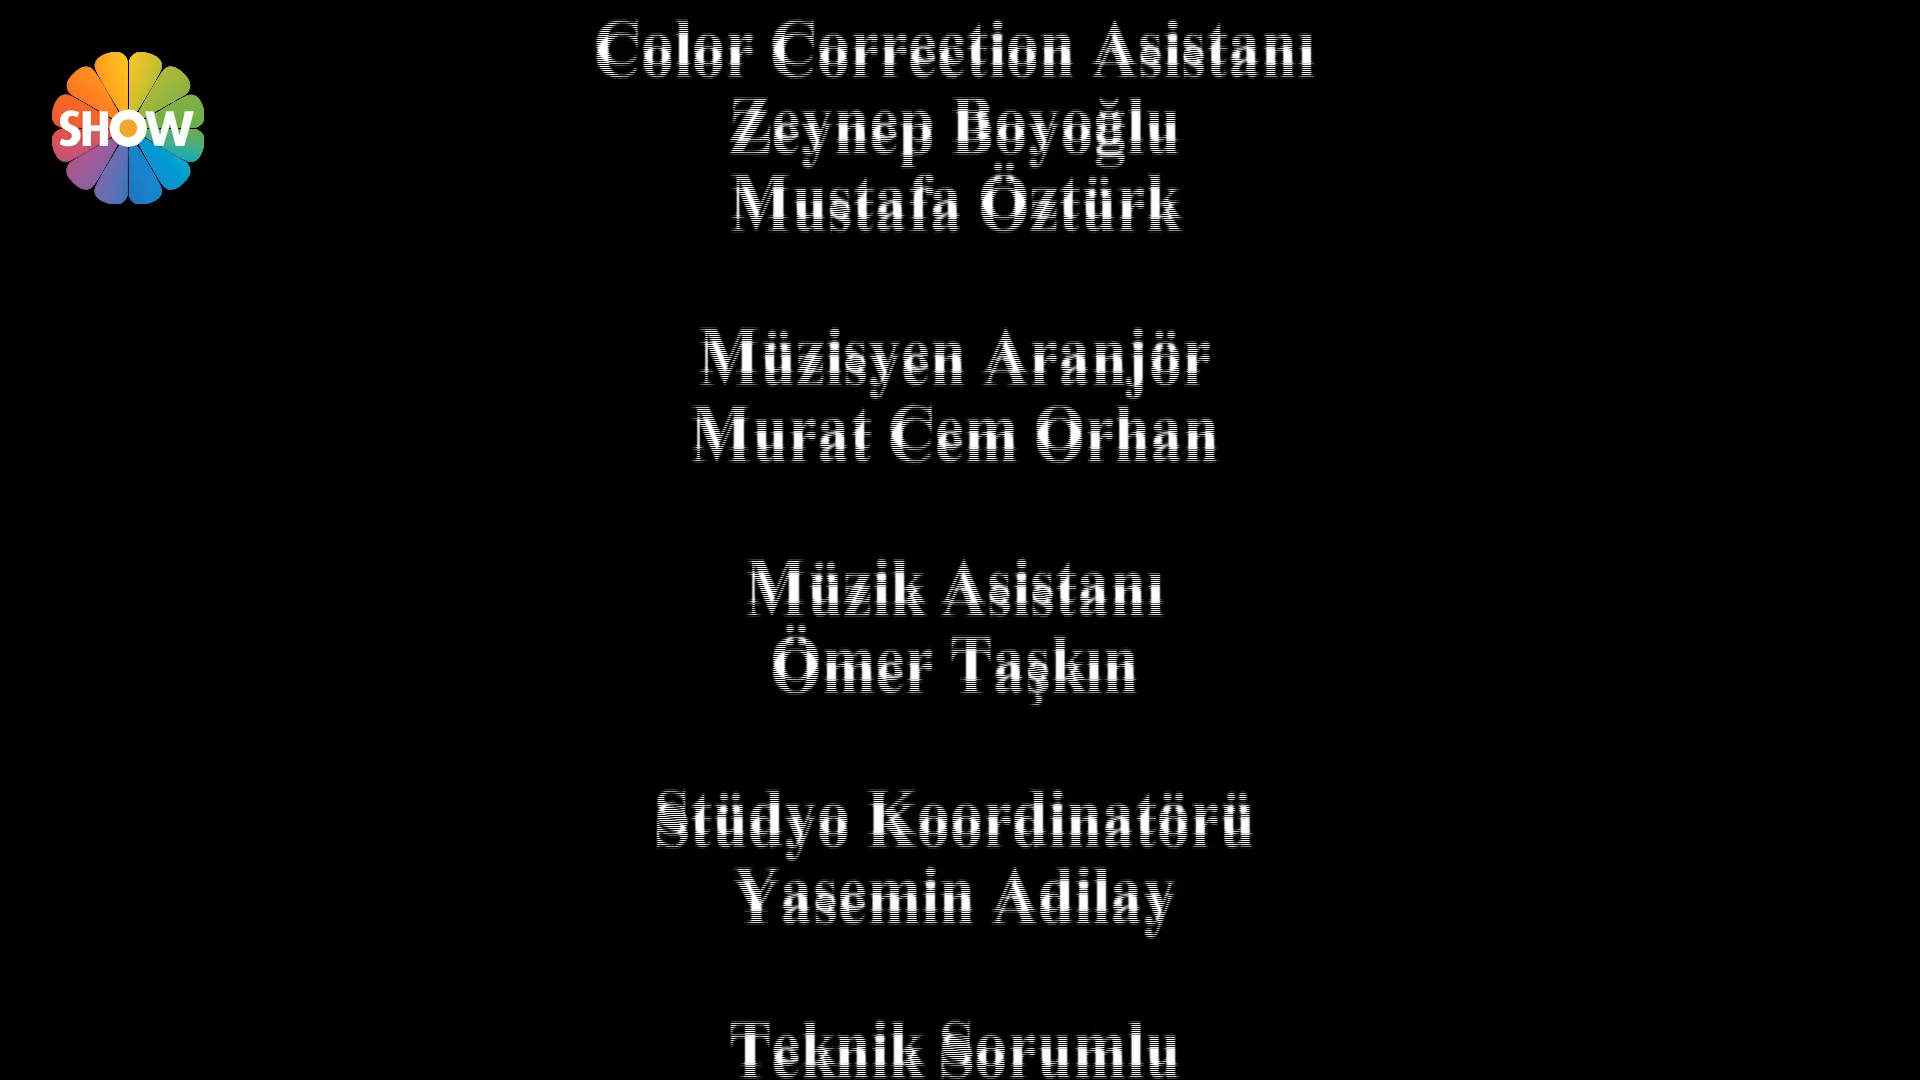 SHOW
Color Correction Asistanı
Zeynep Boyoğlu
Mustafa Öztürk
Müzisyen Aranjör
Murat Cem Orhan
Müzik Asistanı
Ömer Taşkın
Stüdyo Koordinatörü
Yasemin Adilay
Teknik Sorumlu